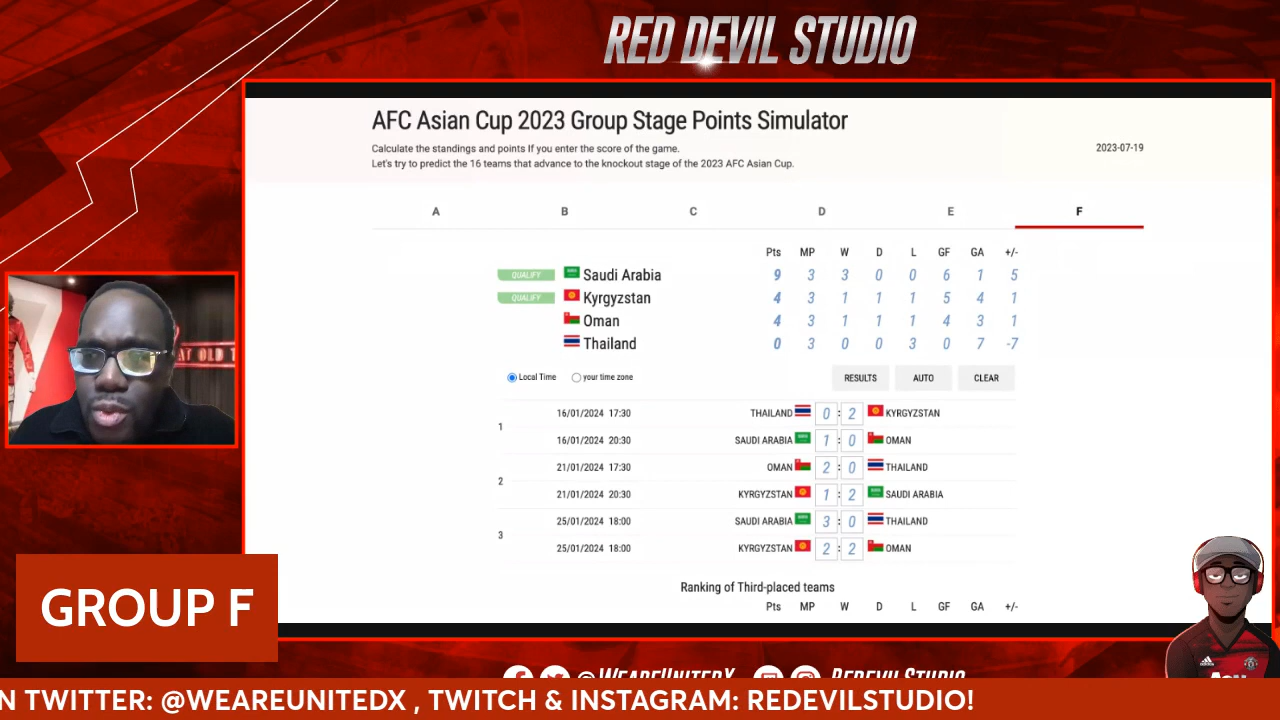 RED DEVIL STUDIO
AFC Asian Cup 2023 Group Stage Points Simulator
Calculate the standings and points If you enter the score of the game.
2023-07-19
Let's try to predict the 16 teams that advance to the knockout stage of the 2023 AFC Asian Cup.
A B C D E F
Pts MP W D L GF GA +/-
QUALIFY Saudi Arabia 9 3 3 0 0 6 1 5
QUALIFY Kyrgyzstan 4 3 1 1 1 5 4 1
Oman 4 3 1 1 1 4 3 1
Thailand 0 3 0 0 3 0 7 -7
Local Time your time zone RESULTS AUTO CLEAR
1
16/01/2024 17:30 THAILAND 0 : 2 KYRGYZSTAN
16/01/2024 20:30 SAUDI ARABIA 1 : 0 OMAN
2
21/01/2024 17:30 OMAN 2 : 0 THAILAND
21/01/2024 20:30 KYRGYZSTAN 1 : 2 SAUDI ARABIA
3
25/01/2024 18:00 SAUDI ARABIA 3 : 0 THAILAND
25/01/2024 18:00 KYRGYZSTAN 2 : 2 OMAN
Ranking of Third-placed teams
Pts MP W D L GF GA +/-
AT OLD T
GROUP F
@WEAREUNITEDX REDEVILSTUDIO
N TWITTER: @WEAREUNITEDX , TWITCH & INSTAGRAM: REDEVILSTUDIO!